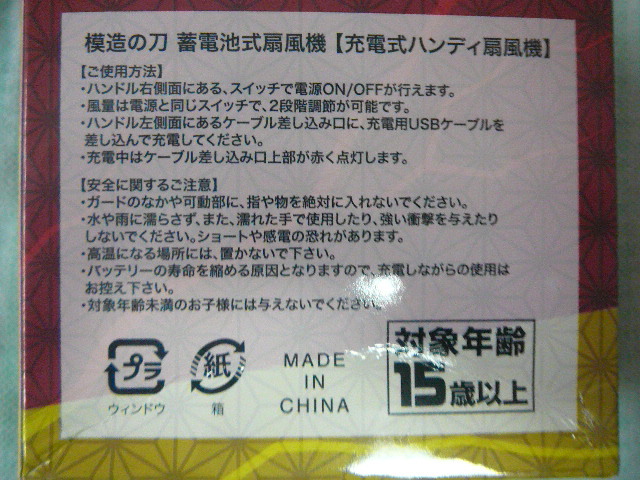 模造の刀 蓄電池式扇風機【充電式ハンディ扇風機】
【ご使用方法】
・ハンドル右側面にある、スイッチで電源ON/OFFが行えます。
・風量は電源と同じスイッチで、2段階調節が可能です。
・ハンドル左側面にあるケーブル差し込み口に、充電用USBケーブルを
差し込んで充電してください。
・充電中はケーブル差し込み口上部が赤く点灯します。
【安全に関するご注意】
・ガードのなかや可動部に、指や物を絶対に入れないでください。
・水や雨に濡らさず、また、濡れた手で使用したり、強い衝撃を与えたり
しないでください。ショートや感電の恐れがあります。
・高温になる場所には、置かないで下さい。
・バッテリーの寿命を縮める原因となりますので、充電しながらの使用は
お控え下さい。
・対象年齢未満のお子様には与えないでください。
プラ
ウィンドウ
紙
箱
MADE
IN
CHINA
対象年齢
15歳以上